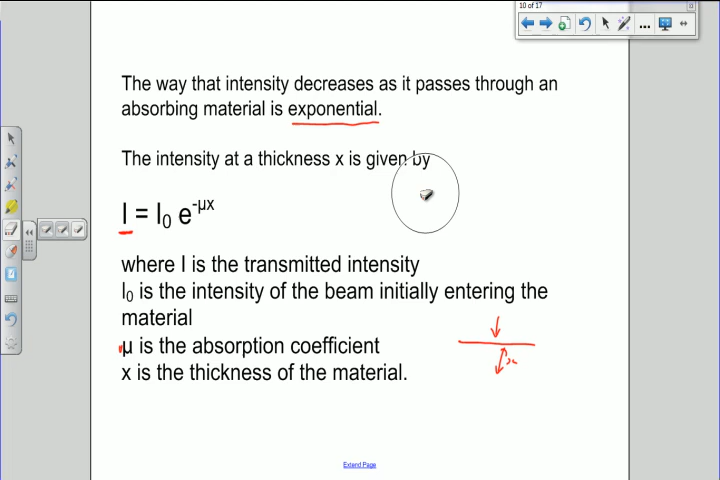 10 of 17
The way that intensity decreases as it passes through an
absorbing material is exponential.
The intensity at a thickness x is given by
I = I₀ e⁻μx
where I is the transmitted intensity
I₀ is the intensity of the beam initially entering the
material
μ is the absorption coefficient
x
x is the thickness of the material.
Extend Page